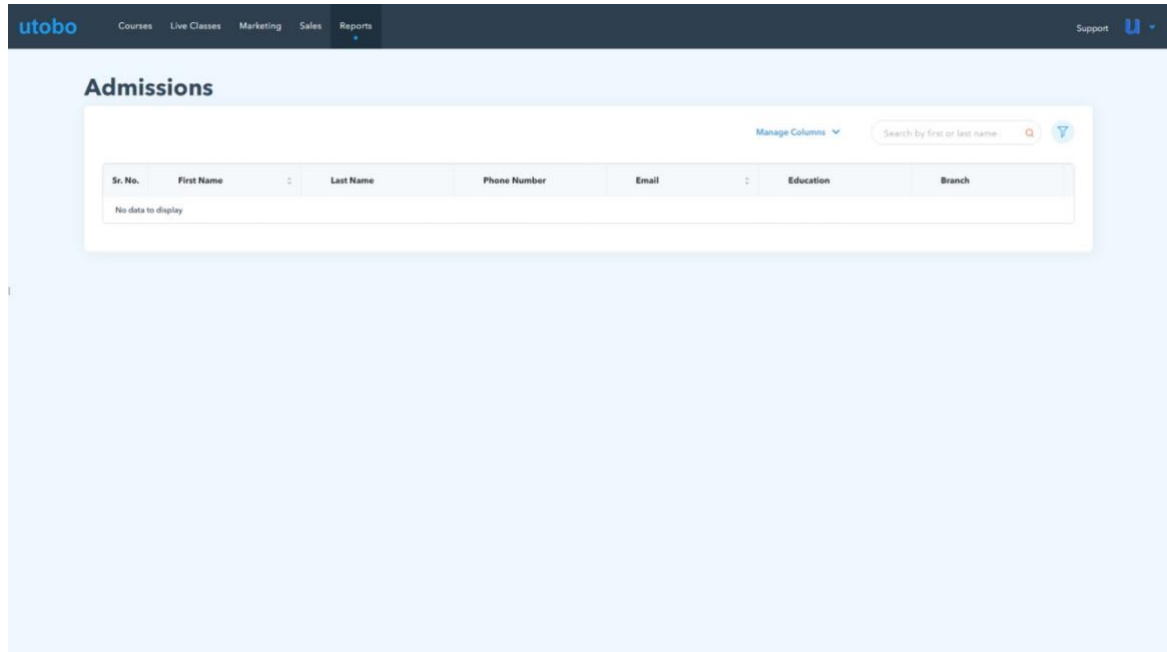 utobo Courses Live Classes Marketing Sales Reports Support
Admissions
Manage Columns Search by first or last name
Sr. No. First Name Last Name Phone Number Email Education Branch
No data to display